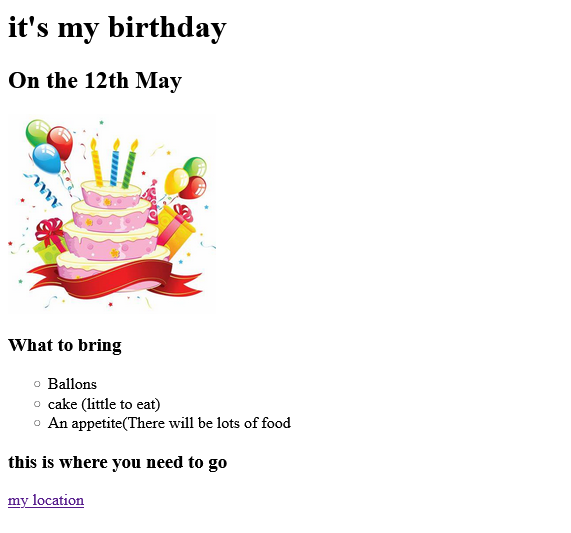 it's my birthday
On the 12th May
What to bring
Ballons
cake (little to eat)
An appetite(There will be lots of food
this is where you need to go
my location